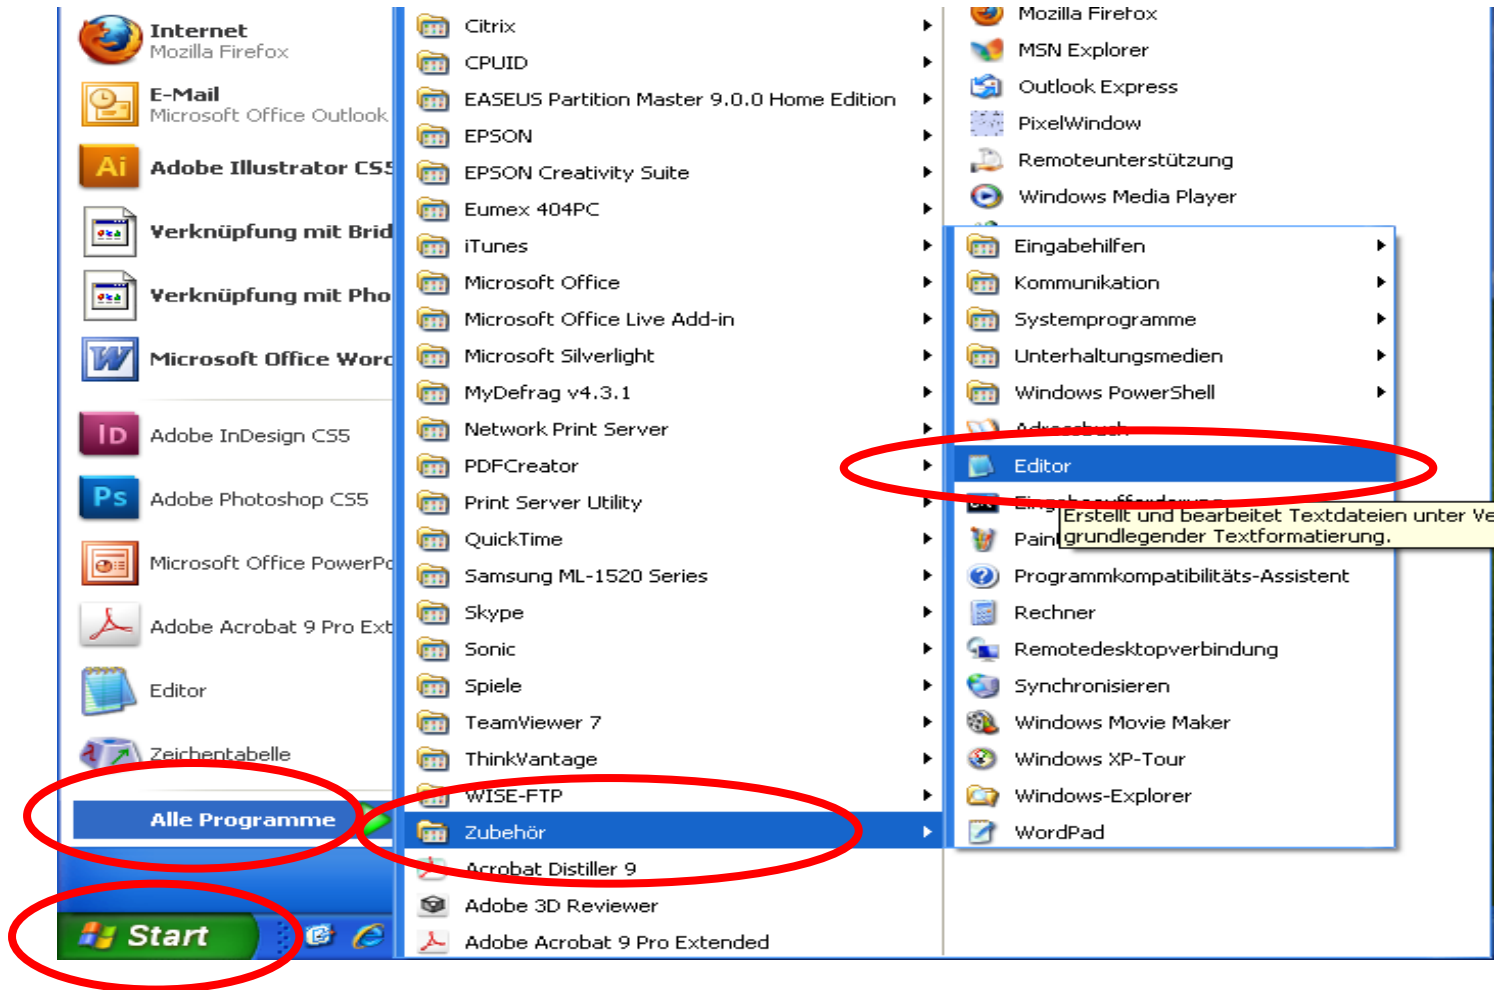 Internet
Mozilla Firefox
E-Mail
Microsoft Office Outlook
Ai
Adobe Illustrator CS5
Verknüpfung mit Brid
Verknüpfung mit Pho
Microsoft Office Word
ID
Adobe InDesign CS5
Ps
Adobe Photoshop CS5
Microsoft Office PowerPo
Adobe Acrobat 9 Pro Ext
Editor
Zeichentabelle
Alle Programme
Start
Citrix
CPUID
EASEUS Partition Master 9.0.0 Home Edition
EPSON
EPSON Creativity Suite
Eumex 404PC
iTunes
Microsoft Office
Microsoft Office Live Add-in
Microsoft Silverlight
MyDefrag v4.3.1
Network Print Server
PDFCreator
Print Server Utility
QuickTime
Samsung ML-1520 Series
Skype
Sonic
Spiele
TeamViewer 7
ThinkVantage
WISE-FTP
Zubehör
Acrobat Distiller 9
Adobe 3D Reviewer
Adobe Acrobat 9 Pro Extended
Mozilla Firefox
MSN Explorer
Outlook Express
PixelWindow
Remoteunterstützung
Windows Media Player
Eingabehilfen
Kommunikation
Systemprogramme
Unterhaltungsmedien
Windows PowerShell
Adressbuch
Editor
Eingabeaufforderung
Erstellt und bearbeitet Textdateien unter Ve
grundlegender Textformatierung.
Paint
Programmkompatibilitäts-Assistent
Rechner
Remotedesktopverbindung
Synchronisieren
Windows Movie Maker
Windows XP-Tour
Windows-Explorer
WordPad